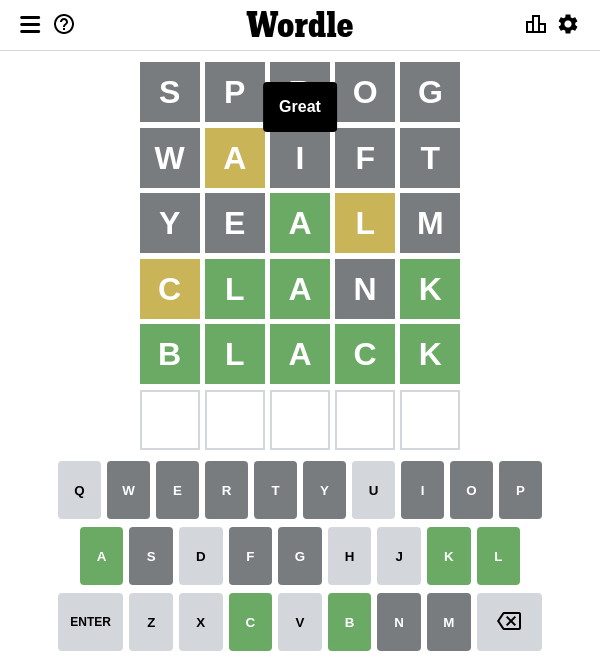 Wordle
S P O G
Great
W A I F T
Y E A L M
C L A N K
B L A C K
Q W E R T Y U I O P
A S D F G H J K L
ENTER Z X C V B N M